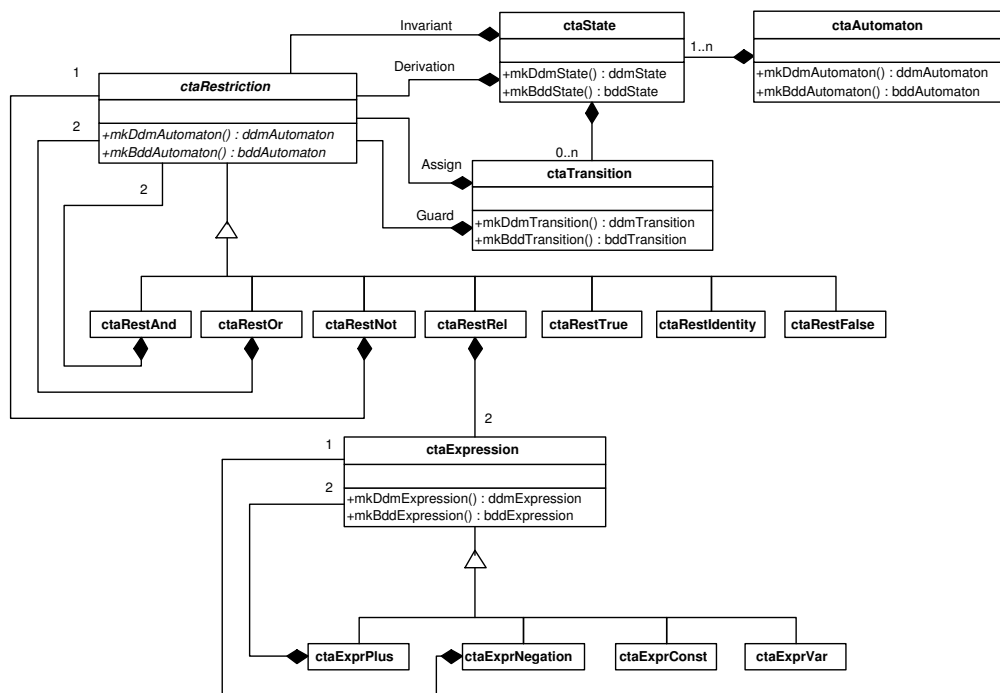 Invariant
ctaState
ctaAutomaton
1..n
Derivation
+mkDdmState() : ddmState
+mkBddState() : bddState
+mkDdmAutomaton() : ddmAutomaton
+mkBddAutomaton() : bddAutomaton
1
ctaRestriction
2
+mkDdmAutomaton() : ddmAutomaton
+mkBddAutomaton() : bddAutomaton
0..n
Assign
ctaTransition
2
Guard
+mkDdmTransition() : ddmTransition
+mkBddTransition() : bddTransition
ctaRestAnd
ctaRestOr
ctaRestNot
ctaRestRel
ctaRestTrue
ctaRestIdentity
ctaRestFalse
2
1
ctaExpression
2
+mkDdmExpression() : ddmExpression
+mkBddExpression() : bddExpression
ctaExprPlus
ctaExprNegation
ctaExprConst
ctaExprVar